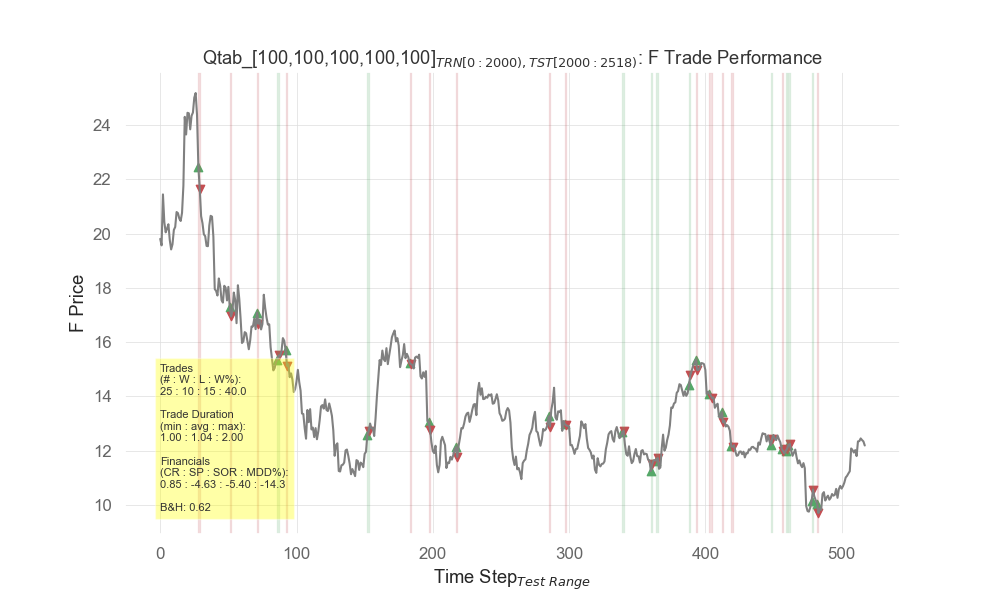 Qtab_[100,100,100,100,100]TRN[0 : 2000), TST[2000 : 2518): F Trade Performance
24
22
20
18
16
14
12
10
F Price
Trades
(# : W : L : W%):
25 : 10 : 15 : 40.0
Trade Duration
(min : avg : max):
1.00 : 1.04 : 2.00
Financials
(CR : SP : SOR : MDD%):
0.85 : -4.63 : -5.40 : -14.3
B&H: 0.62
0 100 200 300 400 500
Time StepTest Range